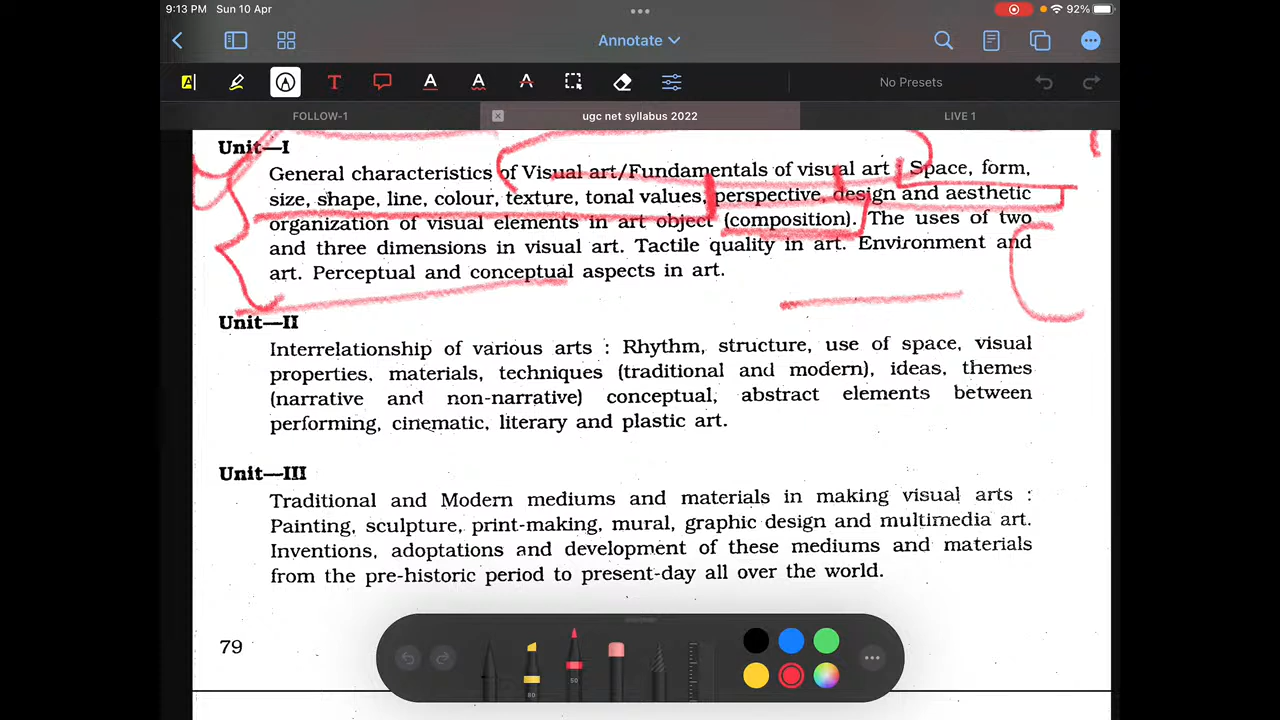 9:13 PM Sun 10 Apr
92%
Annotate
A
T
A
A
A
No Presets
FOLLOW-1
ugc net syllabus 2022
LIVE 1
Unit—I
General characteristics of Visual art/Fundamentals of visual art : Space, form,
size, shape, line, colour, texture, tonal values, perspective, design and aesthetic
organization of visual elements in art object (composition). The uses of two
and three dimensions in visual art. Tactile quality in art. Environment and
art. Perceptual and conceptual aspects in art.
Unit—II
Interrelationship of various arts : Rhythm, structure, use of space, visual
properties, materials, techniques (traditional and modern), ideas, themes
(narrative and non-narrative) conceptual, abstract elements between
performing, cinematic, literary and plastic art.
Unit—III
Traditional and Modern mediums and materials in making visual arts :
Painting, sculpture, print-making, mural, graphic design and multimedia art.
Inventions, adoptations and development of these mediums and materials
from the pre-historic period to present-day all over the world.
79
80
50